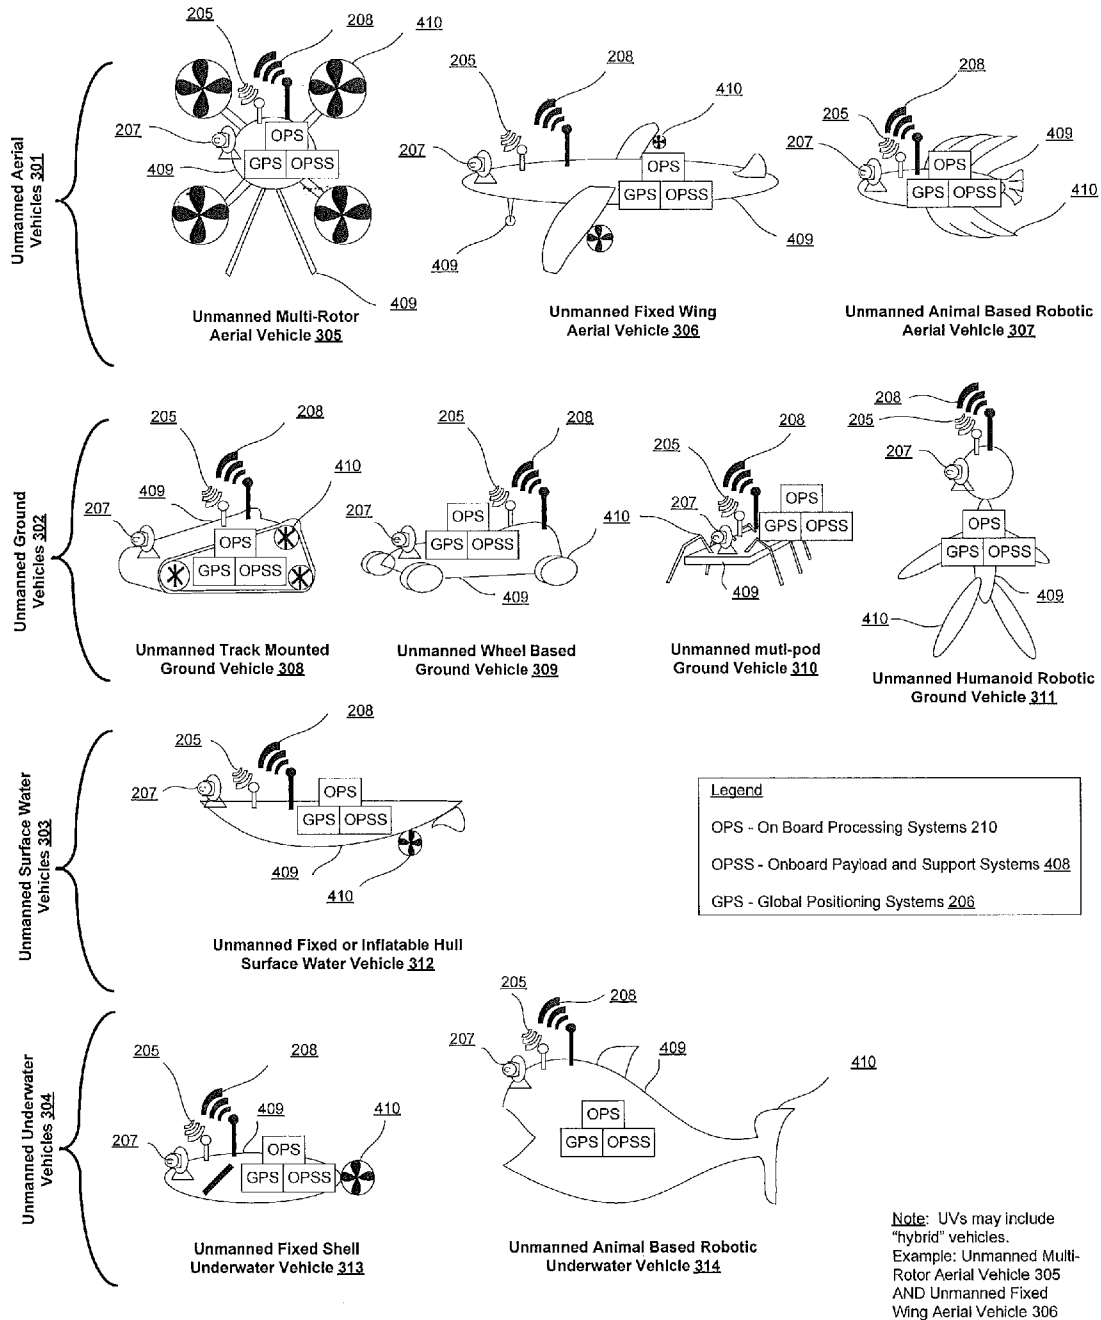 Unmanned Aerial
Vehicles 301
205
208
410
207
409
OPS
GPS OPSS
409
Unmanned Multi-Rotor
Aerial Vehicle 305
205
208
410
207
OPS
GPS OPSS
409
409
Unmanned Fixed Wing
Aerial Vehicle 306
208
205
207
409
OPS
GPS OPSS
410
Unmanned Animal Based Robotic
Aerial Vehicle 307
Unmanned Ground
Vehicles 302
205
208
410
409
207
OPS
GPS OPSS
Unmanned Track Mounted
Ground Vehicle 308
205
208
207
OPS
GPS OPSS
410
409
Unmanned Wheel Based
Ground Vehicle 309
208
205
207
OPS
GPS OPSS
409
Unmanned muti-pod
Ground Vehicle 310
208
205
207
OPS
GPS OPSS
409
410
Unmanned Humanoid Robotic
Ground Vehicle 311
Unmanned Surface Water
Vehicles 303
208
205
207
OPS
GPS OPSS
409
410
Unmanned Fixed or Inflatable Hull
Surface Water Vehicle 312
Legend
OPS - On Board Processing Systems 210
OPSS - Onboard Payload and Support Systems 408
GPS - Global Positioning Systems 206
Unmanned Underwater
Vehicles 304
205
208
409
410
207
OPS
GPS OPSS
Unmanned Fixed Shell
Underwater Vehicle 313
205
208
207
409
410
OPS
GPS OPSS
Unmanned Animal Based Robotic
Underwater Vehicle 314
Note: UVs may include
"hybrid" vehicles.
Example: Unmanned Multi-
Rotor Aerial Vehicle 305
AND Unmanned Fixed
Wing Aerial Vehicle 306